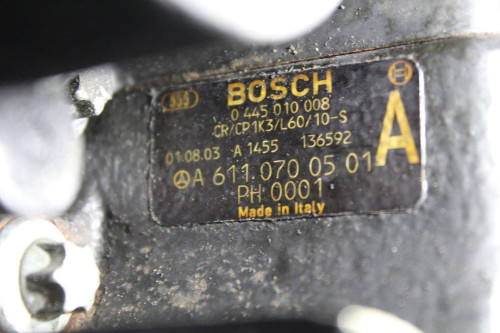 BOSCH
0 445 010 008
CR/CP1K3/L60/10-S
01.08.03 A 1455 136592
A 611 070 05 01
PH 0001
Made in Italy
A